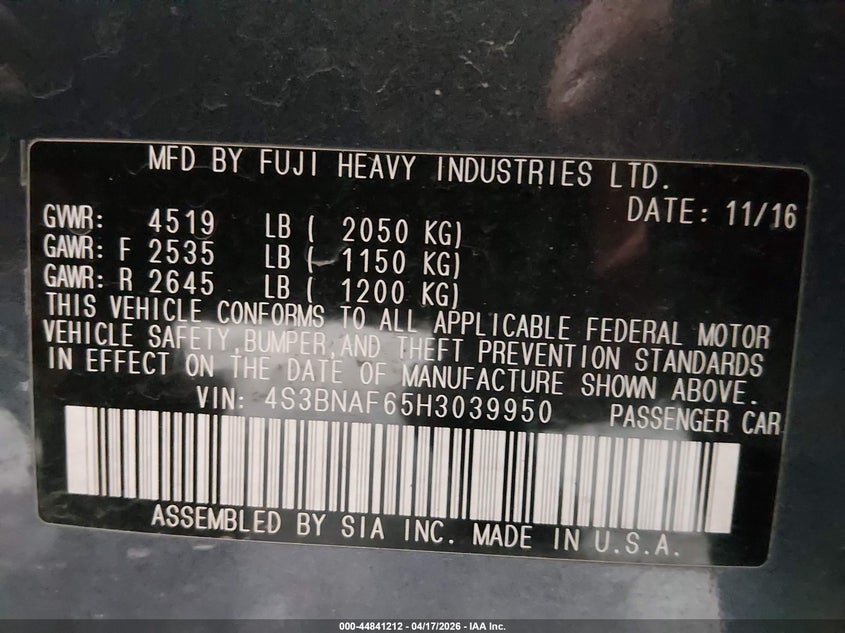 MFD BY FUJI HEAVY INDUSTRIES LTD.
DATE: 11/16
GVWR: 4519 LB ( 2050 KG)
GAWR: F 2535 LB ( 1150 KG)
GAWR: R 2645 LB ( 1200 KG)
THIS VEHICLE CONFORMS TO ALL APPLICABLE FEDERAL MOTOR
VEHICLE SAFETY,BUMPER,AND THEFT PREVENTION STANDARDS
IN EFFECT ON THE DATE OF MANUFACTURE SHOWN ABOVE.
VIN: 4S3BNAF65H3039950 PASSENGER CAR
ASSEMBLED BY SIA INC. MADE IN U.S.A.
000-44841212 - 04/17/2026 - IAA Inc.